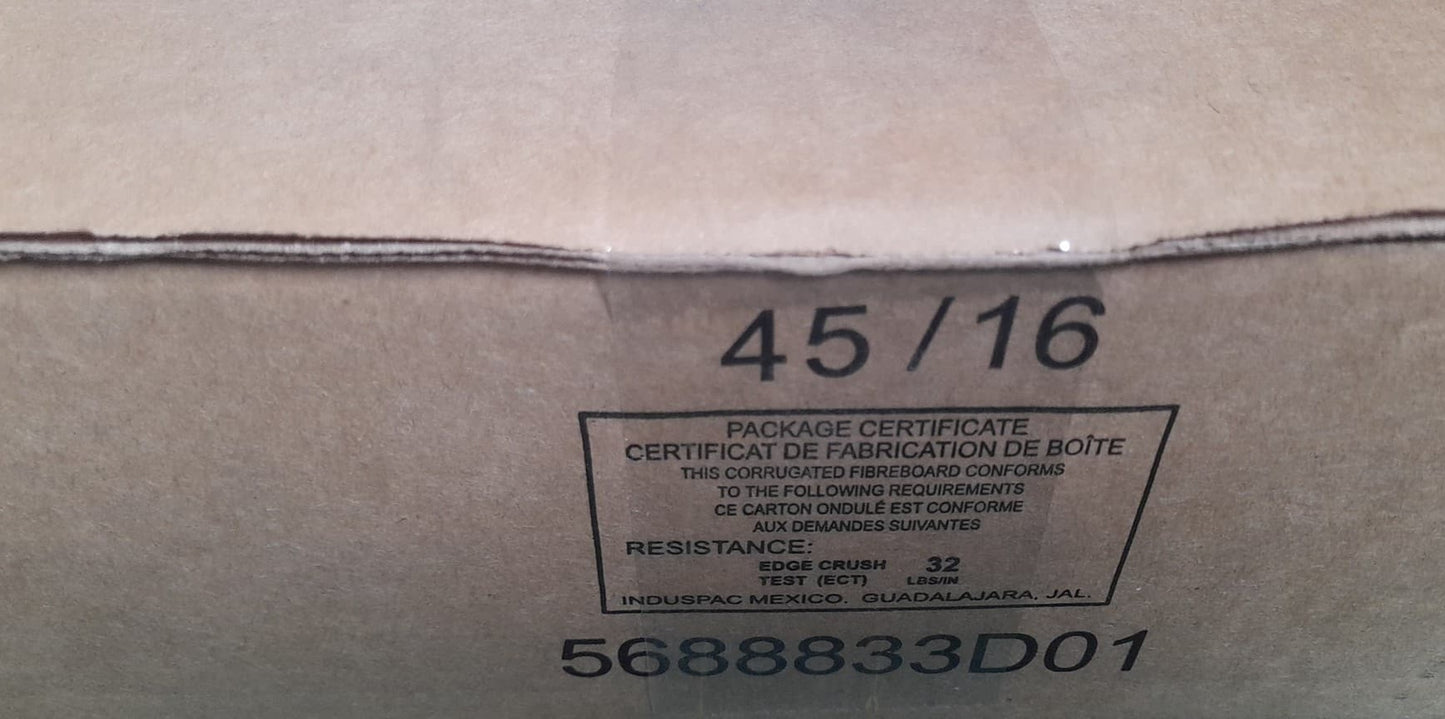 45/16
PACKAGE CERTIFICATE
CERTIFICAT DE FABRICATION DE BOÎTE
THIS CORRUGATED FIBREBOARD CONFORMS
TO THE FOLLOWING REQUIREMENTS
CE CARTON ONDULÉ EST CONFORME
AUX DEMANDES SUIVANTES
RESISTANCE:
EDGE CRUSH 32
TEST (ECT) LBS/IN
INDUSPAC MEXICO. GUADALAJARA. JAL.
5688833D01